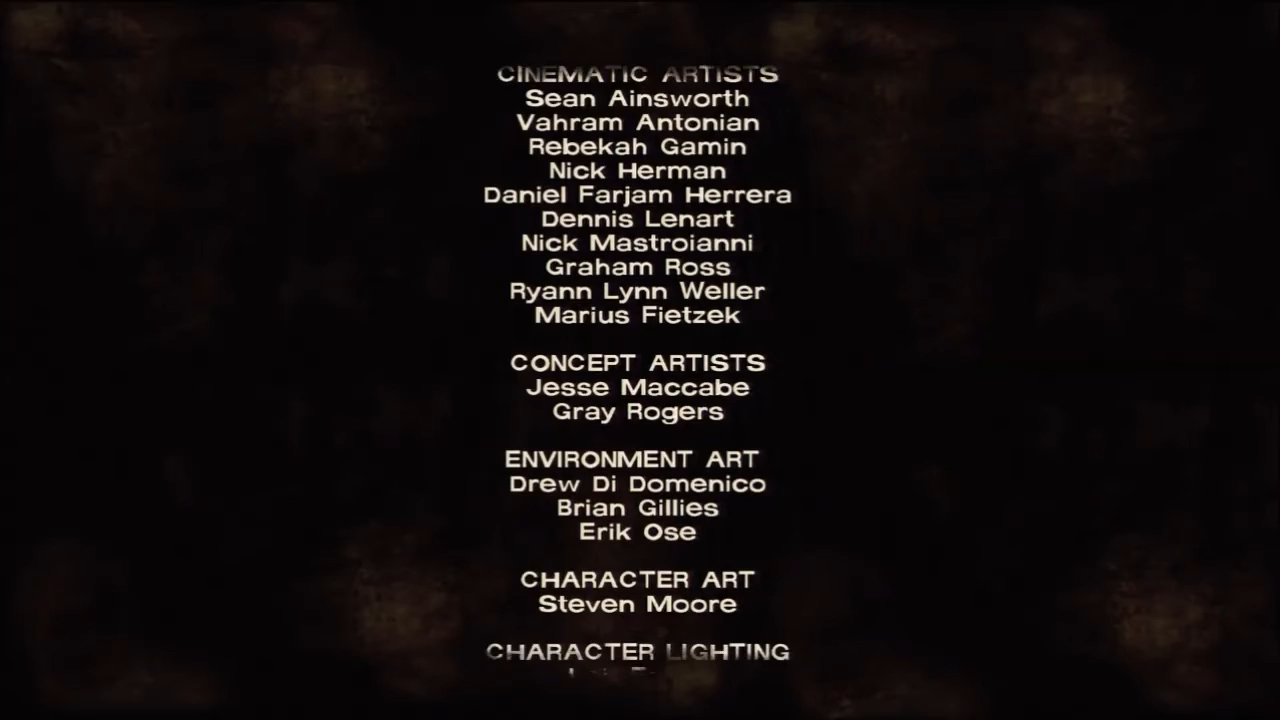 CINEMATIC ARTISTS
Sean Ainsworth
Vahram Antonian
Rebekah Gamin
Nick Herman
Daniel Farjam Herrera
Dennis Lenart
Nick Mastroianni
Graham Ross
Ryann Lynn Weller
Marius Fietzek
CONCEPT ARTISTS
Jesse Maccabe
Gray Rogers
ENVIRONMENT ART
Drew Di Domenico
Brian Gillies
Erik Ose
CHARACTER ART
Steven Moore
CHARACTER LIGHTING